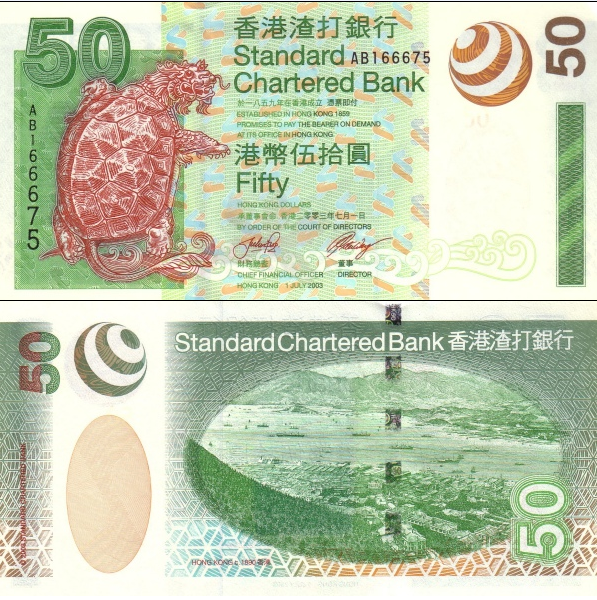 50
香港渣打銀行
Standard
Chartered Bank
AB166675
於一八五九年在香港成立 憑票即付
ESTABLISHED IN HONG KONG 1859
PROMISES TO PAY THE BEARER ON DEMAND
AT ITS OFFICE IN HONG KONG
港幣伍拾圓
Fifty
HONG KONG DOLLARS
承董事會命 香港二零零三年七月一日
BY ORDER OF THE COURT OF DIRECTORS
財務總監 董事
CHIEF FINANCIAL OFFICER DIRECTOR
HONG KONG 1 JULY 2003
AB166675
50
50
Standard Chartered Bank 香港渣打銀行
HONG KONG c. 1890 香港
50